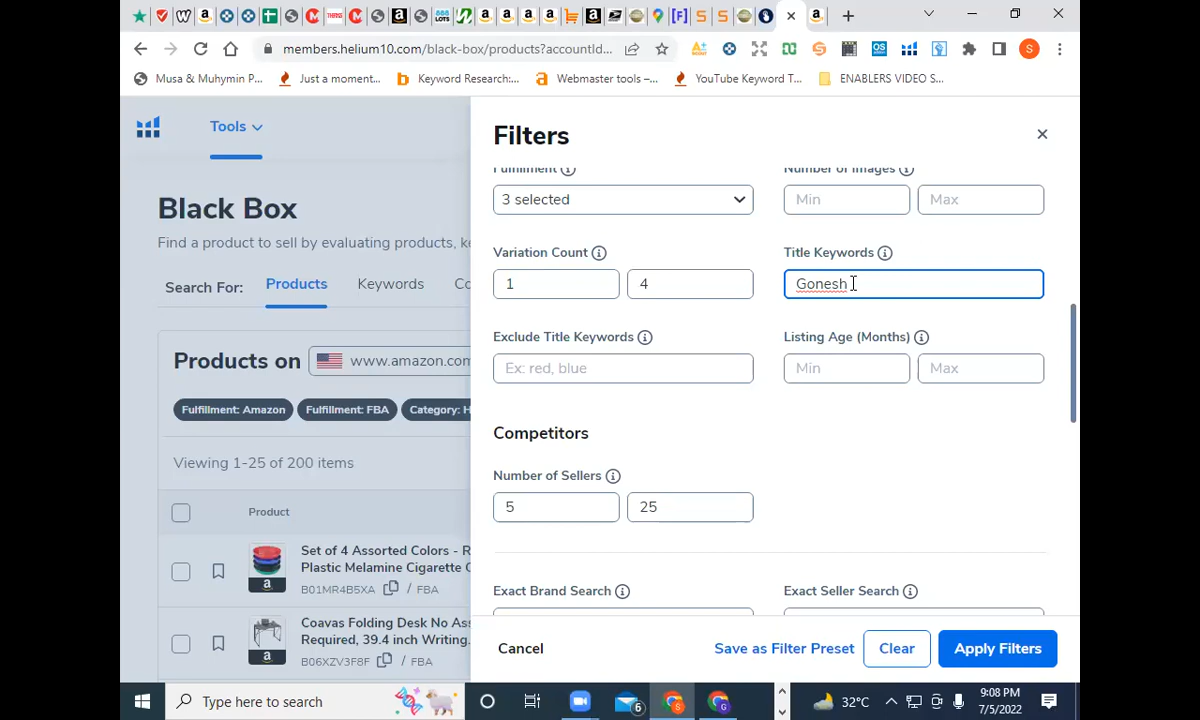 members.helium10.com/black-box/products?accountId...
Musa & Muhymin P...
Just a moment...
Keyword Research:...
Webmaster tools –...
YouTube Keyword T...
ENABLERS VIDEO S...
Tools
Black Box
Find a product to sell by evaluating products, ke
Search For:
Products
Keywords
Co
Products on
www.amazon.com
Fulfillment: Amazon
Fulfillment: FBA
Category: H
Viewing 1-25 of 200 items
Product
Set of 4 Assorted Colors - R
Plastic Melamine Cigarette C
B01MR4B5XA / FBA
Coavas Folding Desk No Ass
Required, 39.4 inch Writing...
B06XZV3F8F / FBA
Filters
Fulfillment
3 selected
Number of Images
Min
Max
Variation Count
1
4
Title Keywords
Gonesh
Exclude Title Keywords
Ex: red, blue
Listing Age (Months)
Min
Max
Competitors
Number of Sellers
5
25
Exact Brand Search
Exact Seller Search
Cancel
Save as Filter Preset
Clear
Apply Filters
Type here to search
6
32°C
9:08 PM
7/5/2022